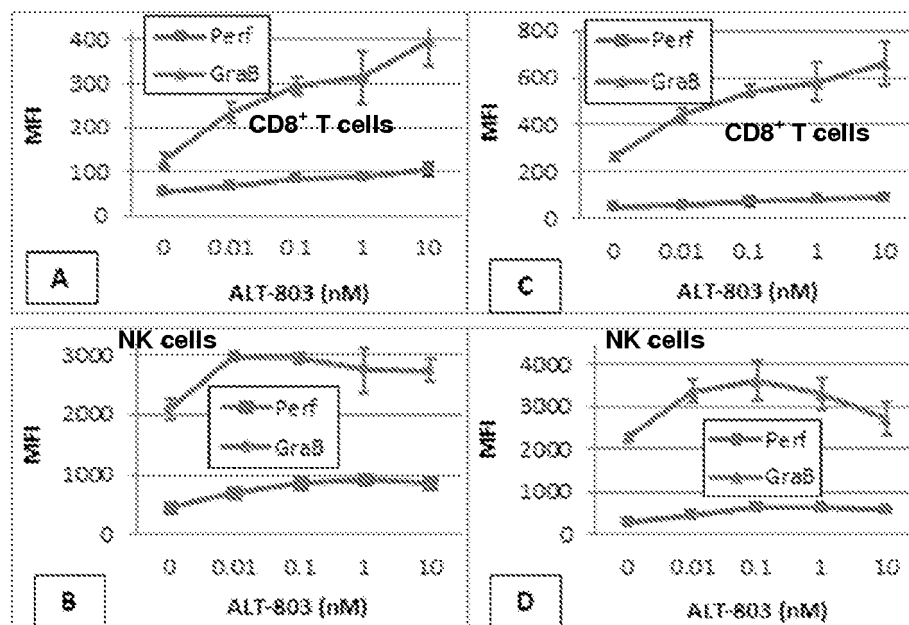 400
300
200
100
0
MFI
Perf
GraB
CD8+ T cells
0 0.01 0.1 1 10
ALT-803 (nM)
A
800
600
400
200
0
MFI
Perf
GraB
CD8+ T cells
0 0.01 0.1 1 10
ALT-803 (nM)
C
NK cells
3000
2000
1000
0
MFI
Perf
GraB
0 0.01 0.1 1 10
ALT-803 (nM)
B
NK cells
4000
3000
2000
1000
0
MFI
Perf
GraB
0 0.01 0.1 1 10
ALT-803 (nM)
D